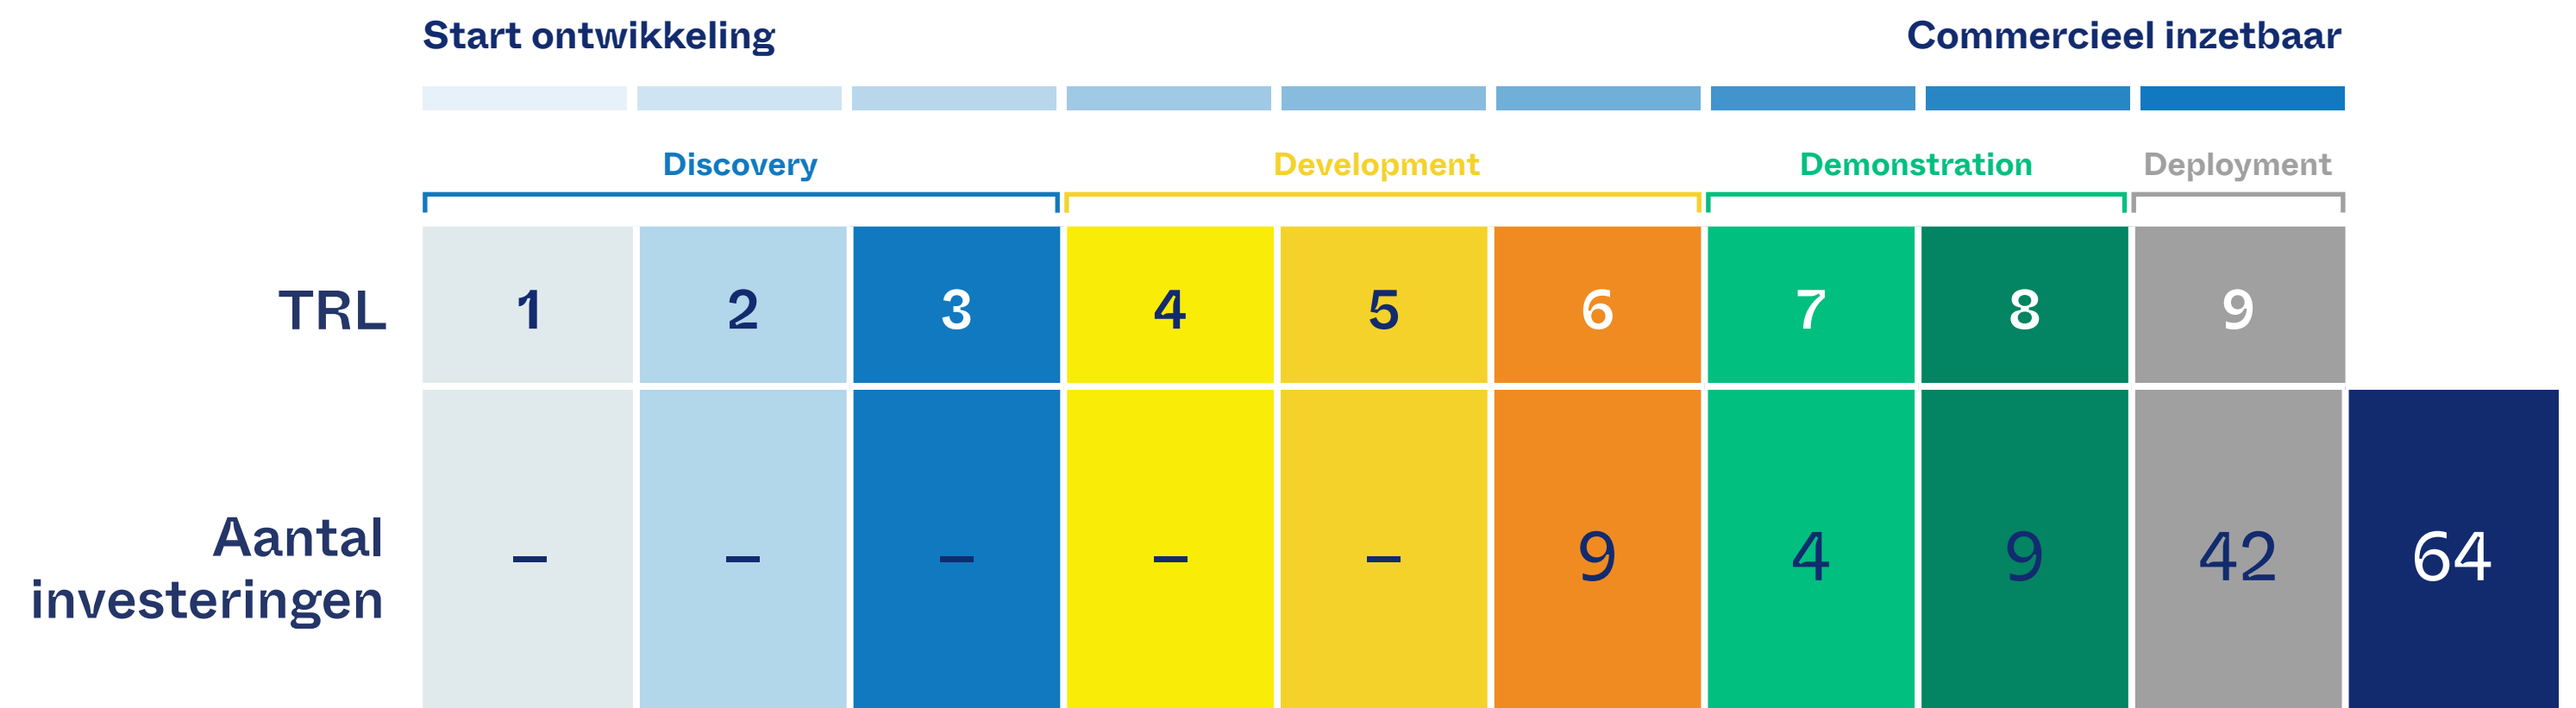 Start ontwikkeling Commercieel inzetbaar
Discovery Development Demonstration Deployment
TRL 1 2 3 4 5 6 7 8 9
Aantal
investeringen – – – – – 9 4 9 42 64